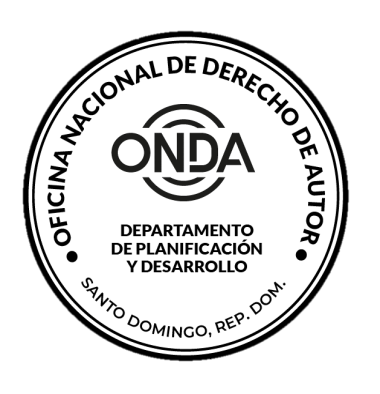 OFICINA NACIONAL DE DERECHO DE AUTOR
ONDA
DEPARTAMENTO
DE PLANIFICACIÓN
Y DESARROLLO
SANTO DOMINGO, REP. DOM.